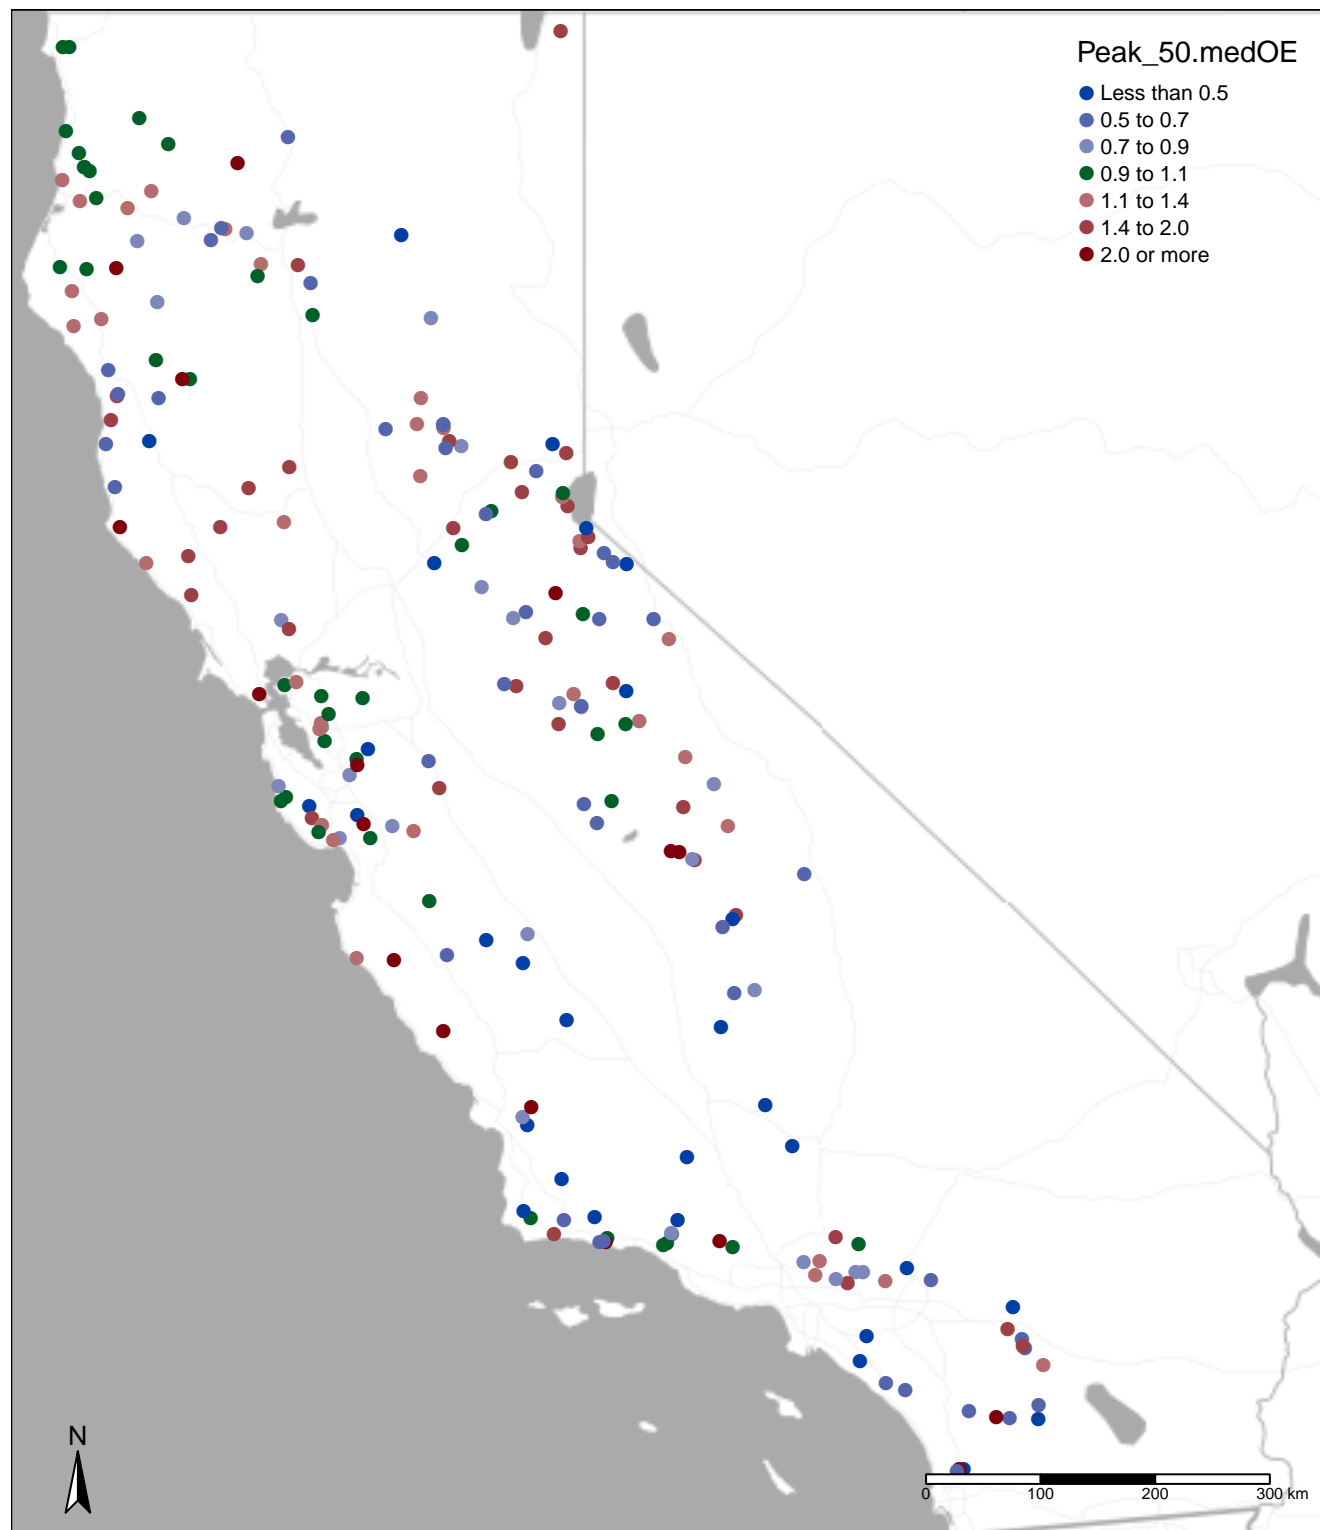 Peak_50.medOE
Less than 0.5
0.5 to 0.7
0.7 to 0.9
0.9 to 1.1
1.1 to 1.4
1.4 to 2.0
2.0 or more
N
0 100 200 300 km